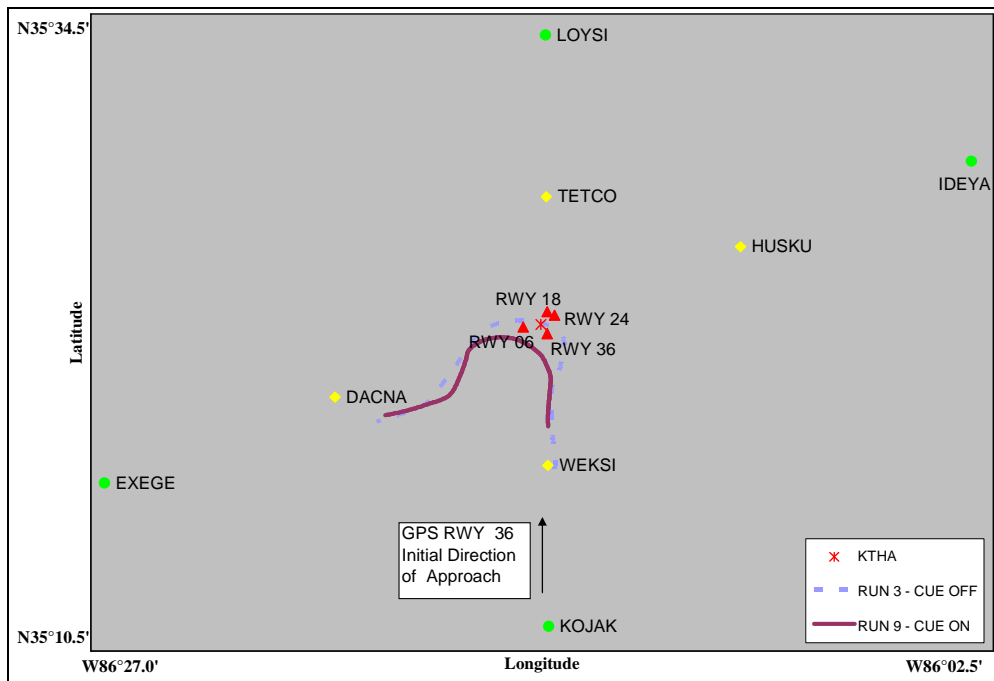 N35°34.5'
LOYSI
IDEYA
TETCO
HUSKU
RWY 18
RWY 24
RWY 06
RWY 36
Latitude
DACNA
WEKSI
EXEGE
GPS RWY 36
Initial Direction
of Approach
KTHA
RUN 3 - CUE OFF
RUN 9 - CUE ON
KOJAK
N35°10.5'
W86°27.0'
Longitude
W86°02.5'